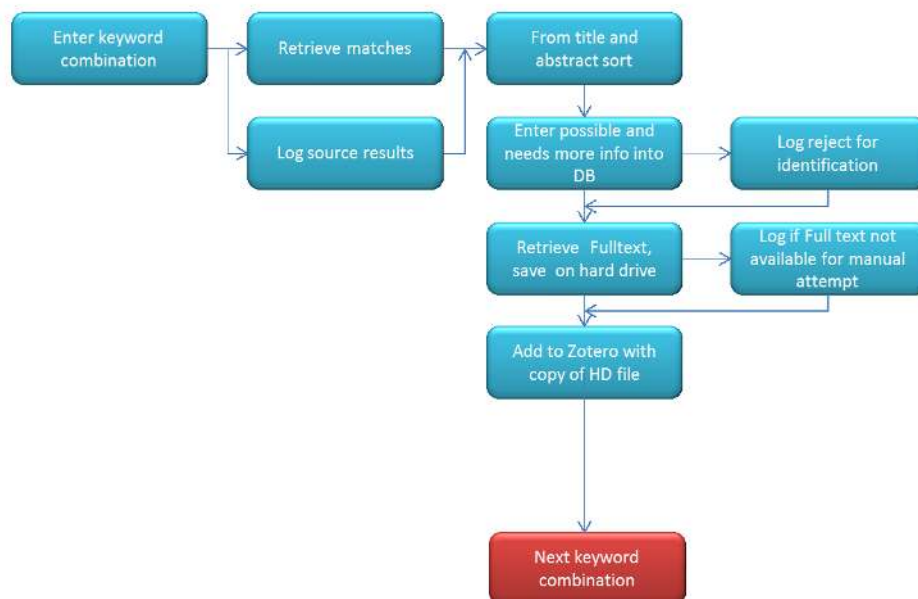 Enter keyword
combination
Retrieve matches
Log source results
From title and
abstract sort
Enter possible and
needs more info into
DB
Log reject for
identification
Retrieve Fulltext,
save on hard drive
Log if Full text not
available for manual
attempt
Add to Zotero with
copy of HD file
Next keyword
combination